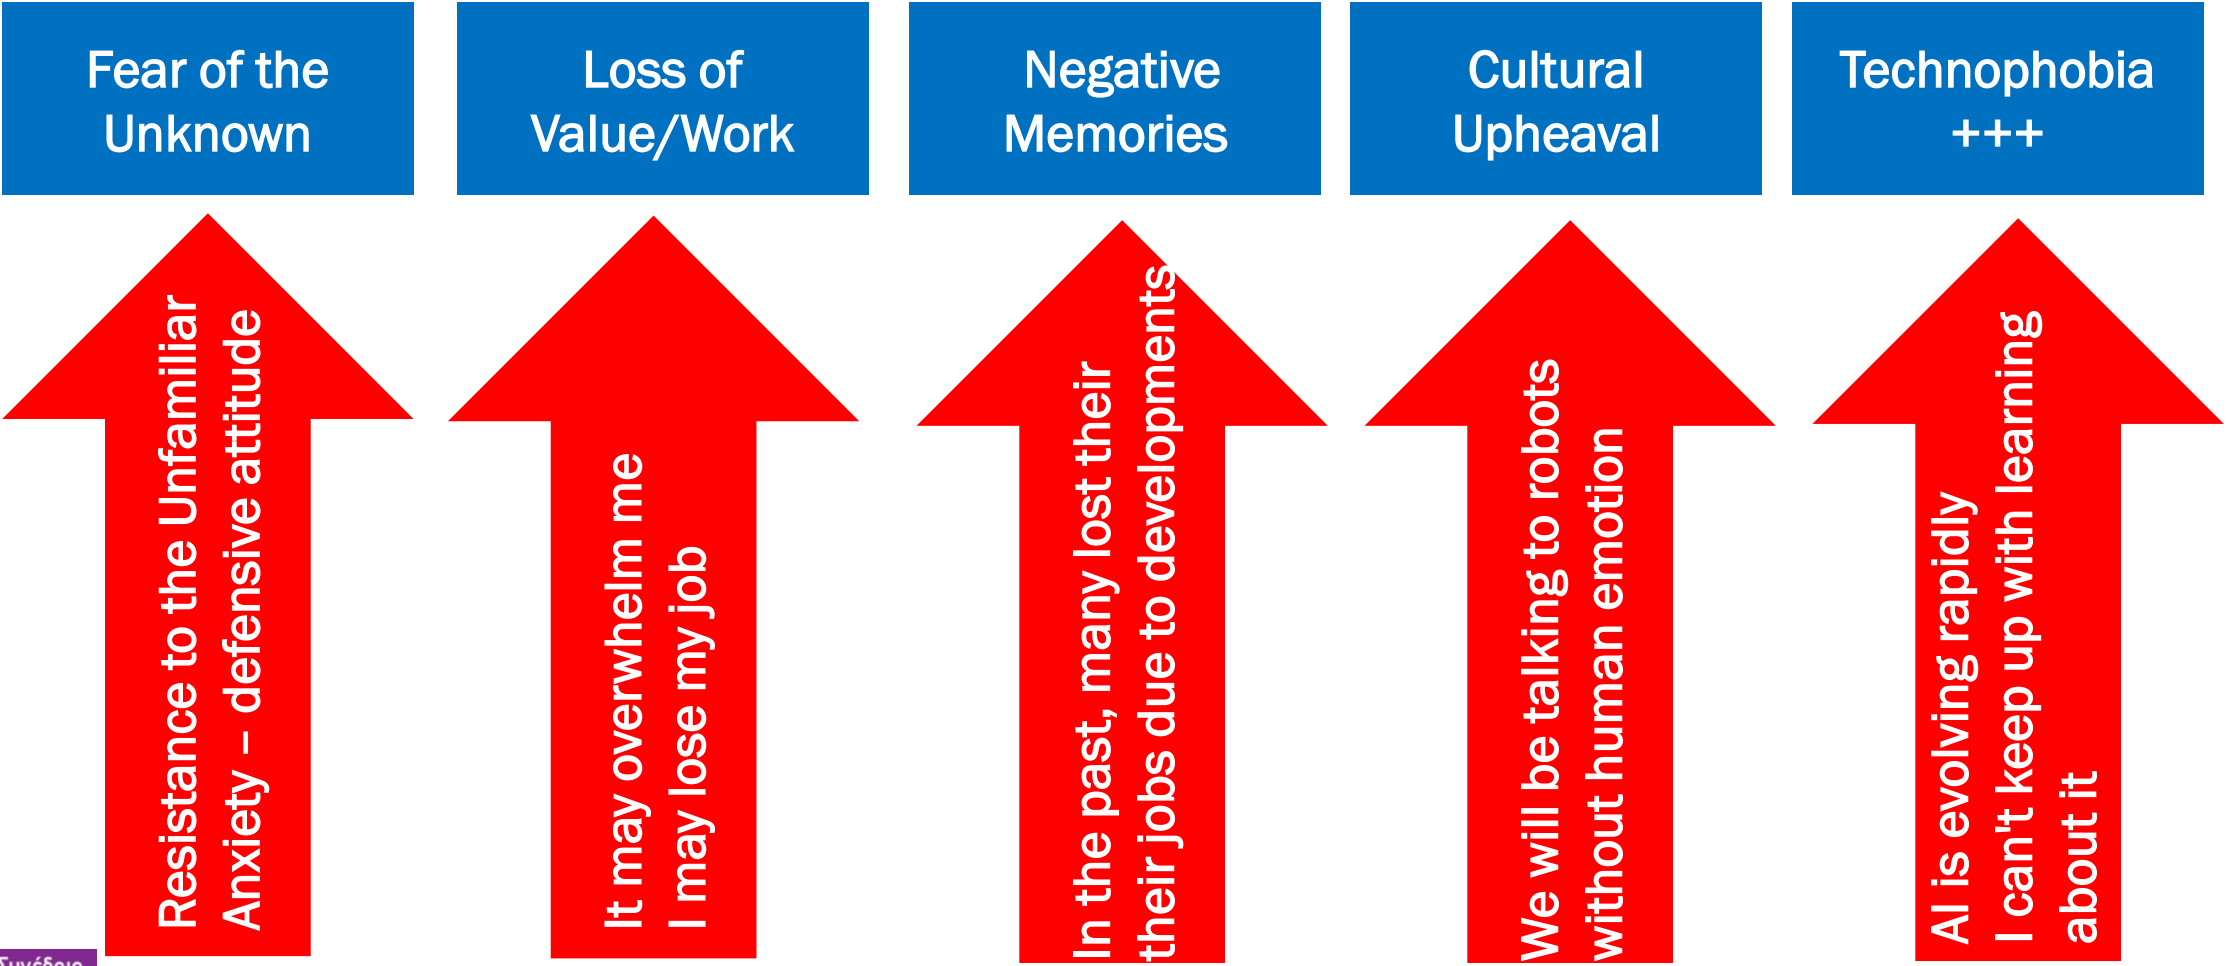 Fear of the
Unknown
Loss of
Value/Work
Negative
Memories
Cultural
Upheaval
Technophobia
+++
Resistance to the Unfamiliar
Anxiety – defensive attitude
It may overwhelm me
I may lose my job
In the past, many lost their
their jobs due to developments
We will be talking to robots
without human emotion
AI is evolving rapidly
I can't keep up with learning
about it
Συνέδριο